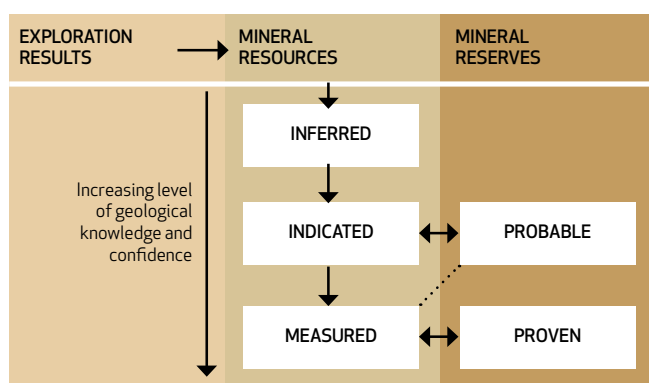 EXPLORATION
RESULTS
MINERAL
RESOURCES
MINERAL
RESERVES
INFERRED
Increasing level
of geological
knowledge and
confidence
INDICATED
PROBABLE
MEASURED
PROVEN